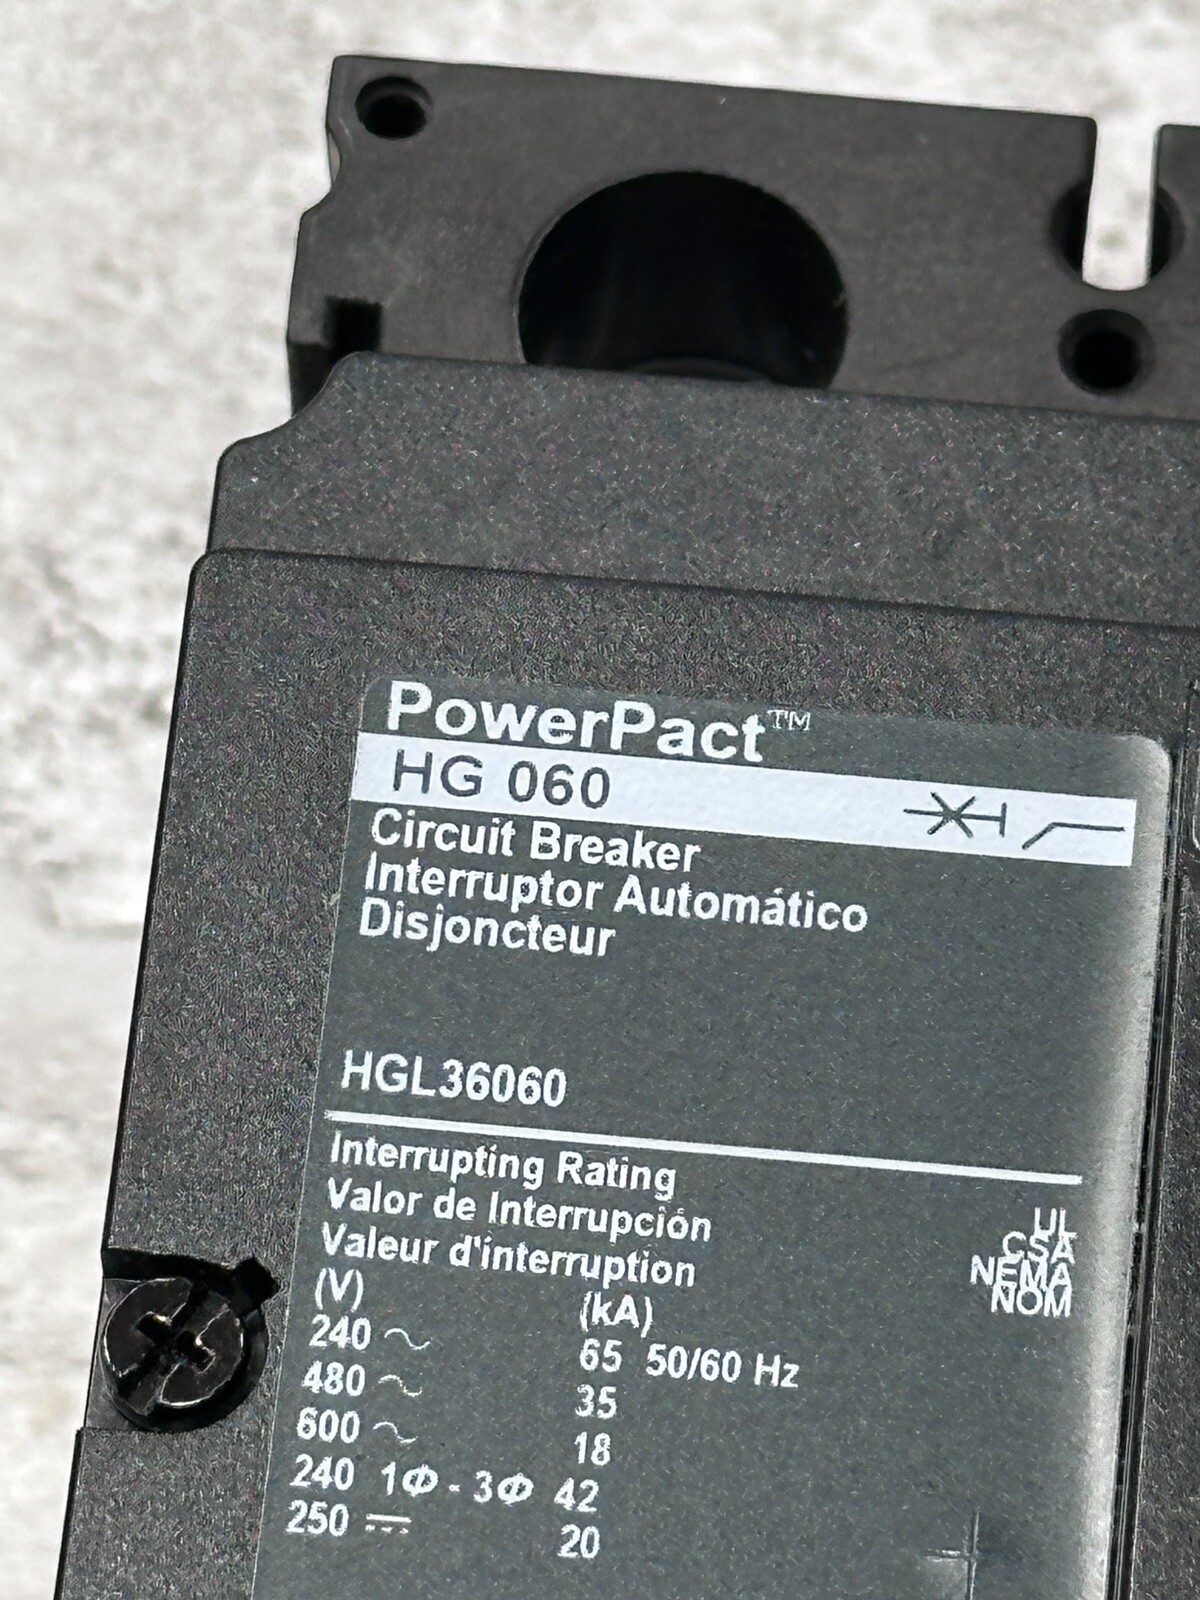 PowerPact™
HG 060
Circuit Breaker
Interruptor Automático
Disjoncteur
HGL36060
Interrupting Rating
Valor de Interrupción
Valeur d'interruption
UL
CSA
NEMA
NOM
(V) (kA)
240 ~ 65 50/60 Hz
480 ~ 35
600 ~ 18
240 1Φ - 3Φ 42
250 ⎓ 20